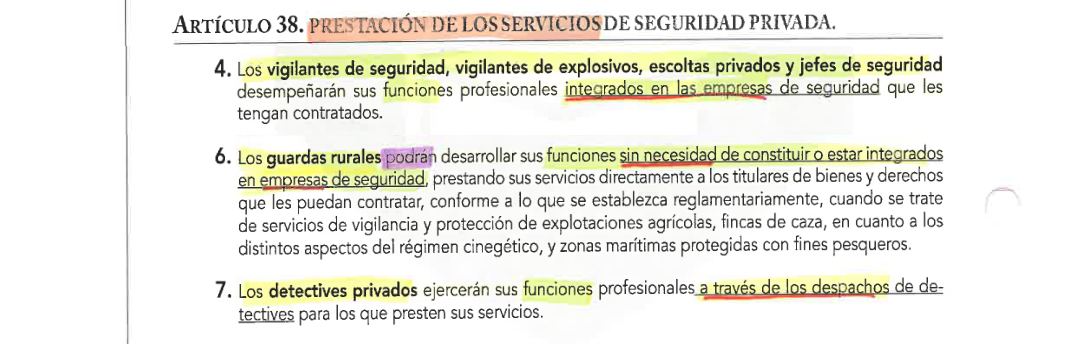 ARTÍCULO 38. PRESTACIÓN DE LOS SERVICIOS DE SEGURIDAD PRIVADA.
4. Los vigilantes de seguridad, vigilantes de explosivos, escoltas privados y jefes de seguridad
desempeñarán sus funciones profesionales integrados en las empresas de seguridad que les
tengan contratados.
6. Los guardas rurales podrán desarrollar sus funciones sin necesidad de constituir o estar integrados
en empresas de seguridad, prestando sus servicios directamente a los titulares de bienes y derechos
que les puedan contratar, conforme a lo que se establezca reglamentariamente, cuando se trate
de servicios de vigilancia y protección de explotaciones agrícolas, fincas de caza, en cuanto a los
distintos aspectos del régimen cinegético, y zonas marítimas protegidas con fines pesqueros.
7. Los detectives privados ejercerán sus funciones profesionales a través de los despachos de de-
tectives para los que presten sus servicios.